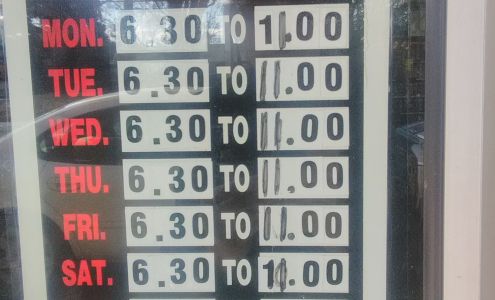 MON. 6.30 TO 11.00
TUE. 6.30 TO 11.00
WED. 6.30 TO 11.00
THU. 6.30 TO 11.00
FRI. 6.30 TO 11.00
SAT. 6.30 TO 11.00